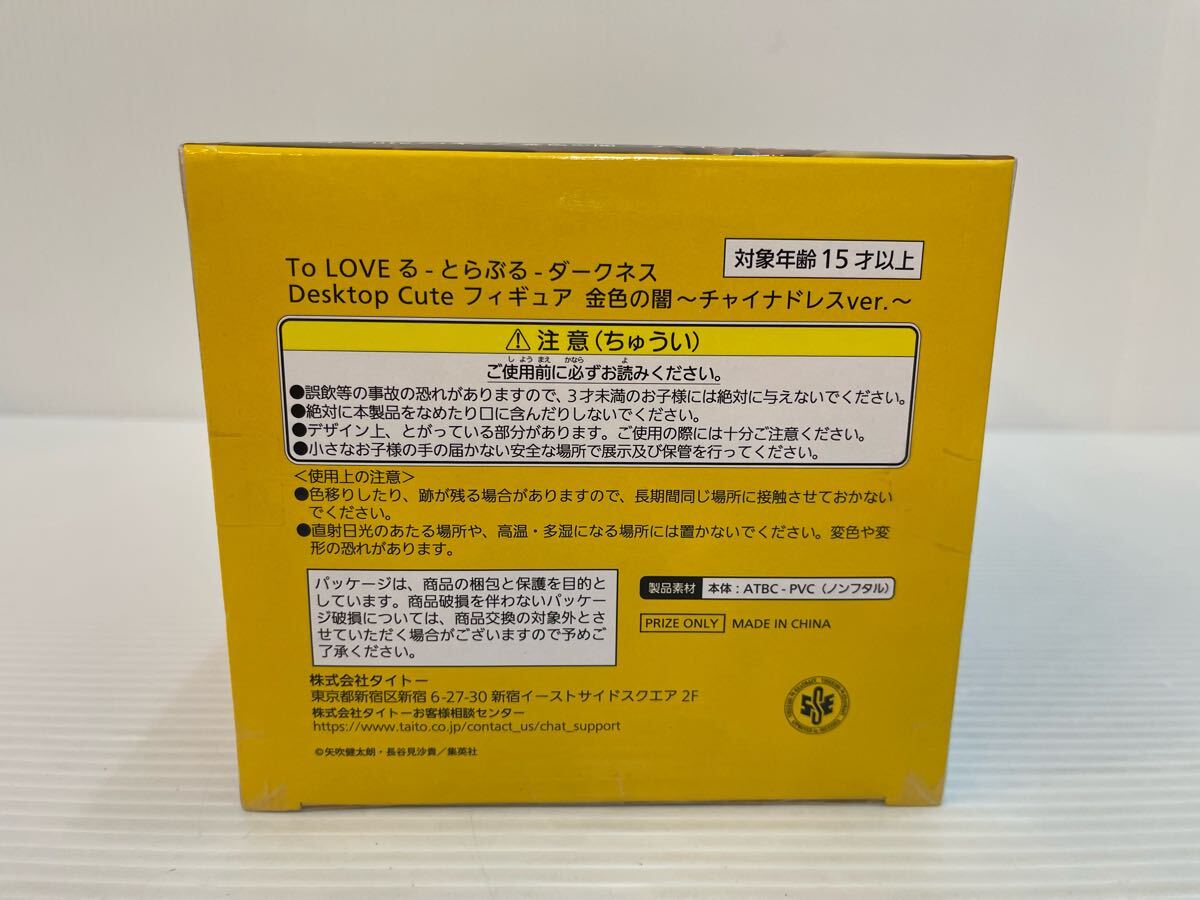 対象年齢15才以上
To LOVE る - とらぶる - ダークネス
Desktop Cute フィギュア 金色の闇～チャイナドレスver.～
⚠注意(ちゅうい)
しようまえ かなら よ
ご使用前に必ずお読みください。
●誤飲等の事故の恐れがありますので、3才未満のお子様には絶対に与えないでください。
●絶対に本製品をなめたり口に含んだりしないでください。
●デザイン上、とがっている部分があります。ご使用の際には十分ご注意ください。
●小さなお子様の手の届かない安全な場所で展示及び保管を行ってください。
＜使用上の注意＞
●色移りしたり、跡が残る場合がありますので、長期間同じ場所に接触させておかない
でください。
●直射日光のあたる場所や、高温・多湿になる場所には置かないでください。変色や変
形の恐れがあります。
パッケージは、商品の梱包と保護を目的と
しています。商品破損を伴わないパッケー
ジ破損については、商品交換の対象外とさ
せていただく場合がございますので予めご
了承ください。
製品素材 本体：ATBC - PVC（ノンフタル）
PRIZE ONLY MADE IN CHINA
株式会社タイトー
東京都新宿区新宿 6-27-30 新宿イーストサイドスクエア 2F
株式会社タイトーお客様相談センター
https://www.taito.co.jp/contact_us/chat_support
©矢吹健太朗・長谷見沙貴／集英社